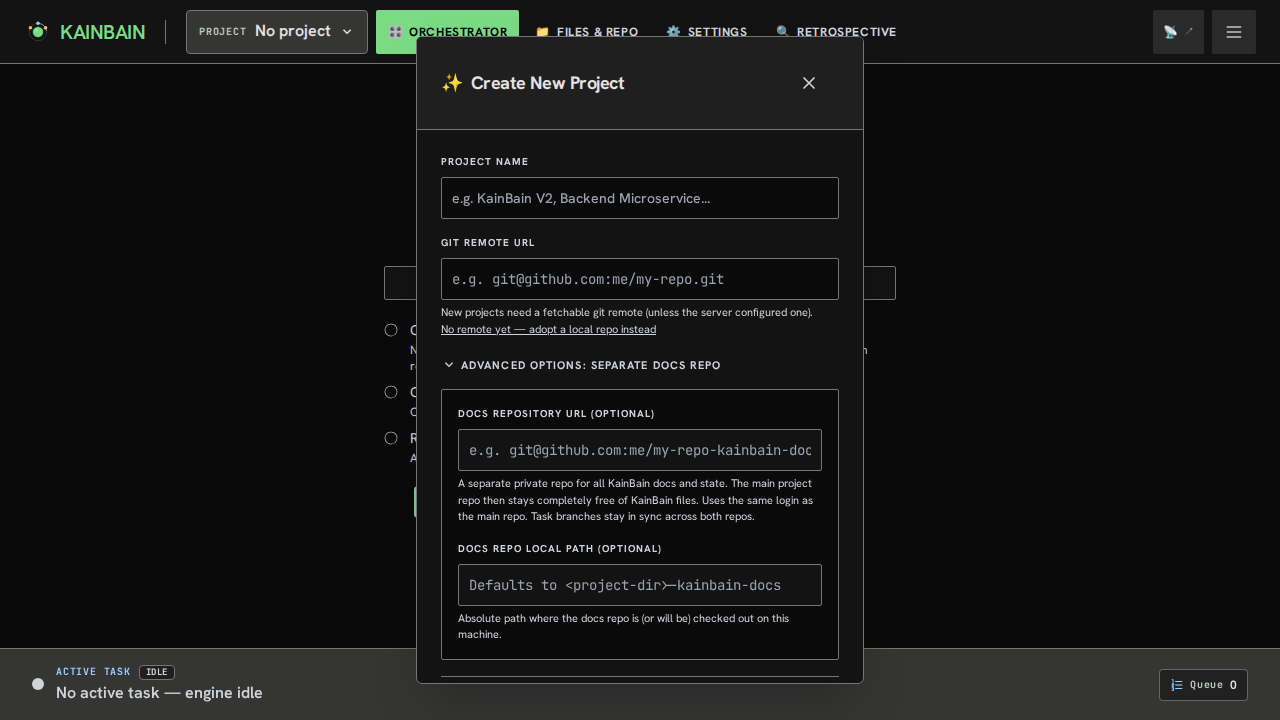 KAINBAIN
PROJECT No project
ORCHESTRATOR
FILES & REPO
SETTINGS
RETROSPECTIVE
Create New Project
PROJECT NAME
e.g. KainBain V2, Backend Microservice...
GIT REMOTE URL
e.g. git@github.com:me/my-repo.git
New projects need a fetchable git remote (unless the server configured one).
No remote yet — adopt a local repo instead
ADVANCED OPTIONS: SEPARATE DOCS REPO
DOCS REPOSITORY URL (OPTIONAL)
e.g. git@github.com:me/my-repo-kainbain-doc
A separate private repo for all KainBain docs and state. The main project
repo then stays completely free of KainBain files. Uses the same login as
the main repo. Task branches stay in sync across both repos.
DOCS REPO LOCAL PATH (OPTIONAL)
Defaults to <project-dir>—kainbain-docs
Absolute path where the docs repo is (or will be) checked out on this
machine.
ACTIVE TASK IDLE
No active task — engine idle
Queue 0